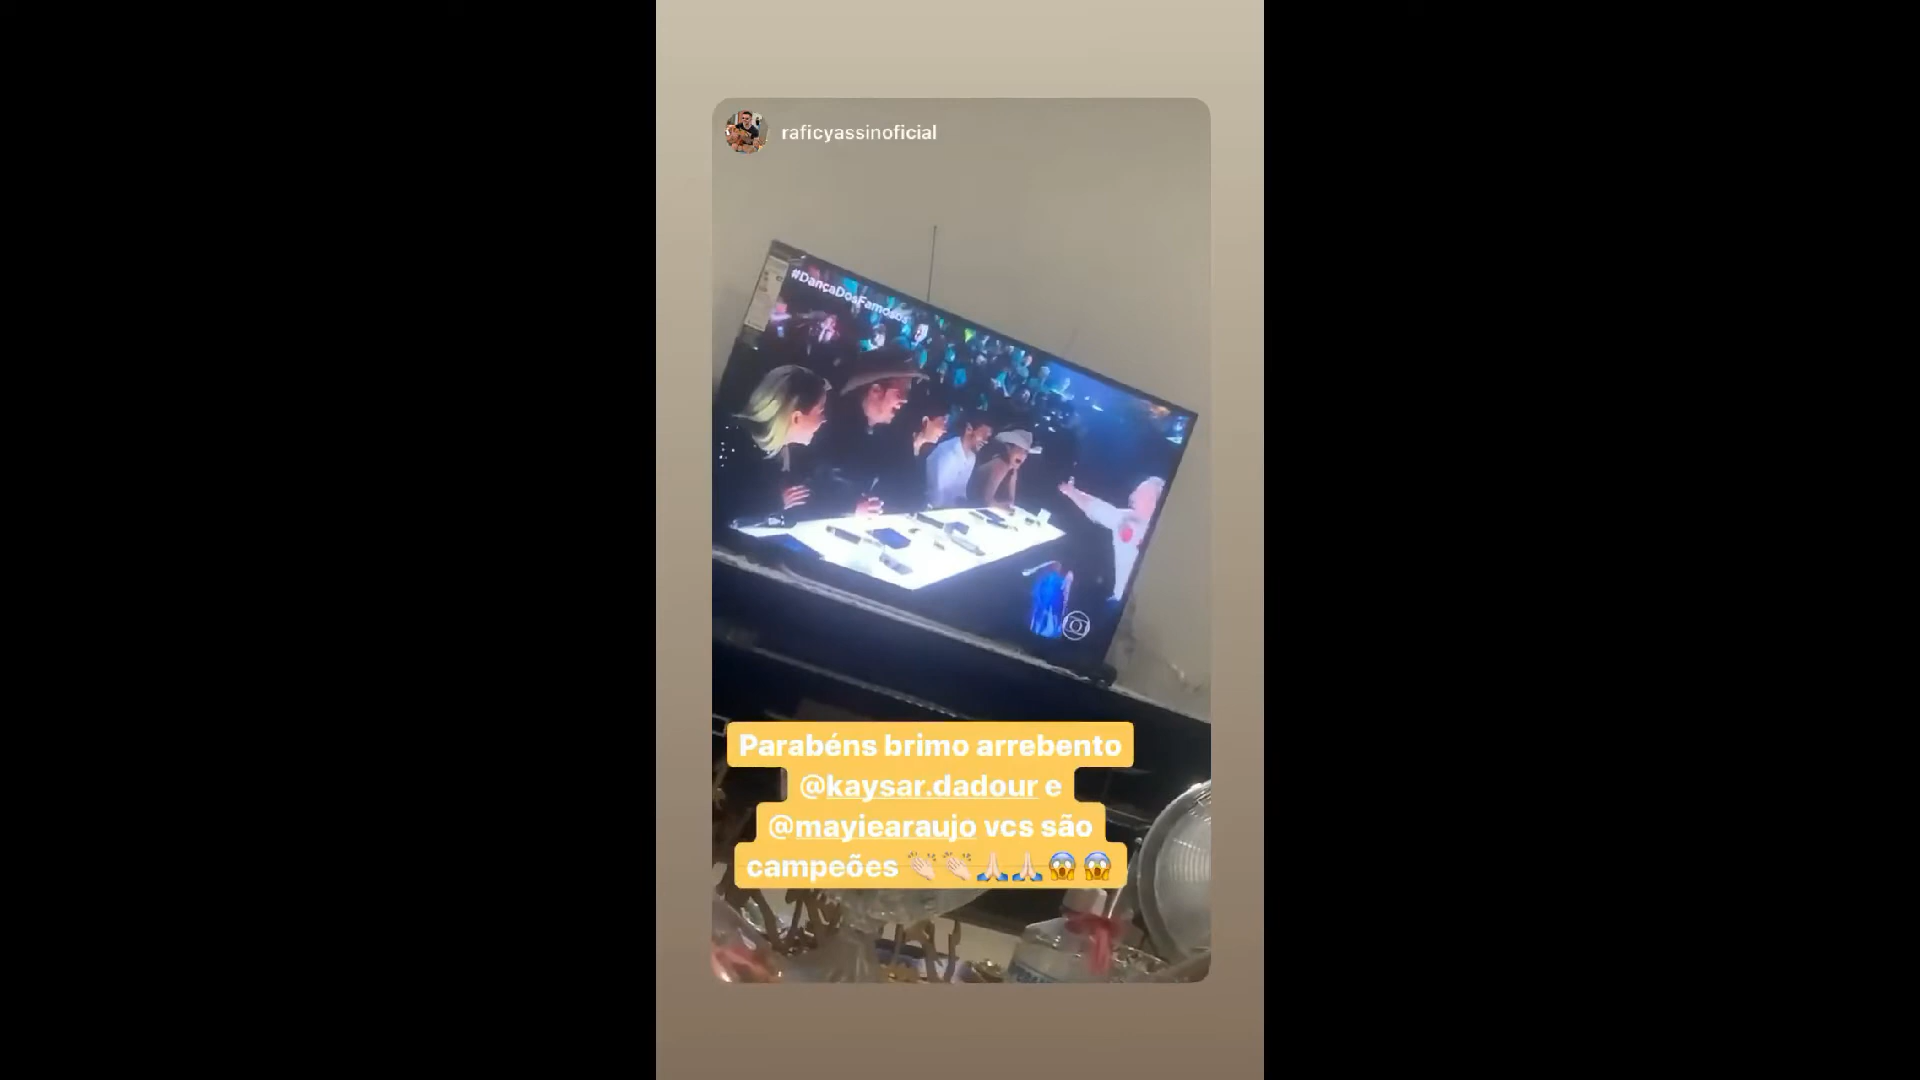 raficyassinoficial
#DançaDosFamosos
Parabéns brimo arrebento
@kaysar.dadour e
@mayiearaujo vcs são
campeões 👏🏻👏🏻🙏🏻🙏🏻😱😱